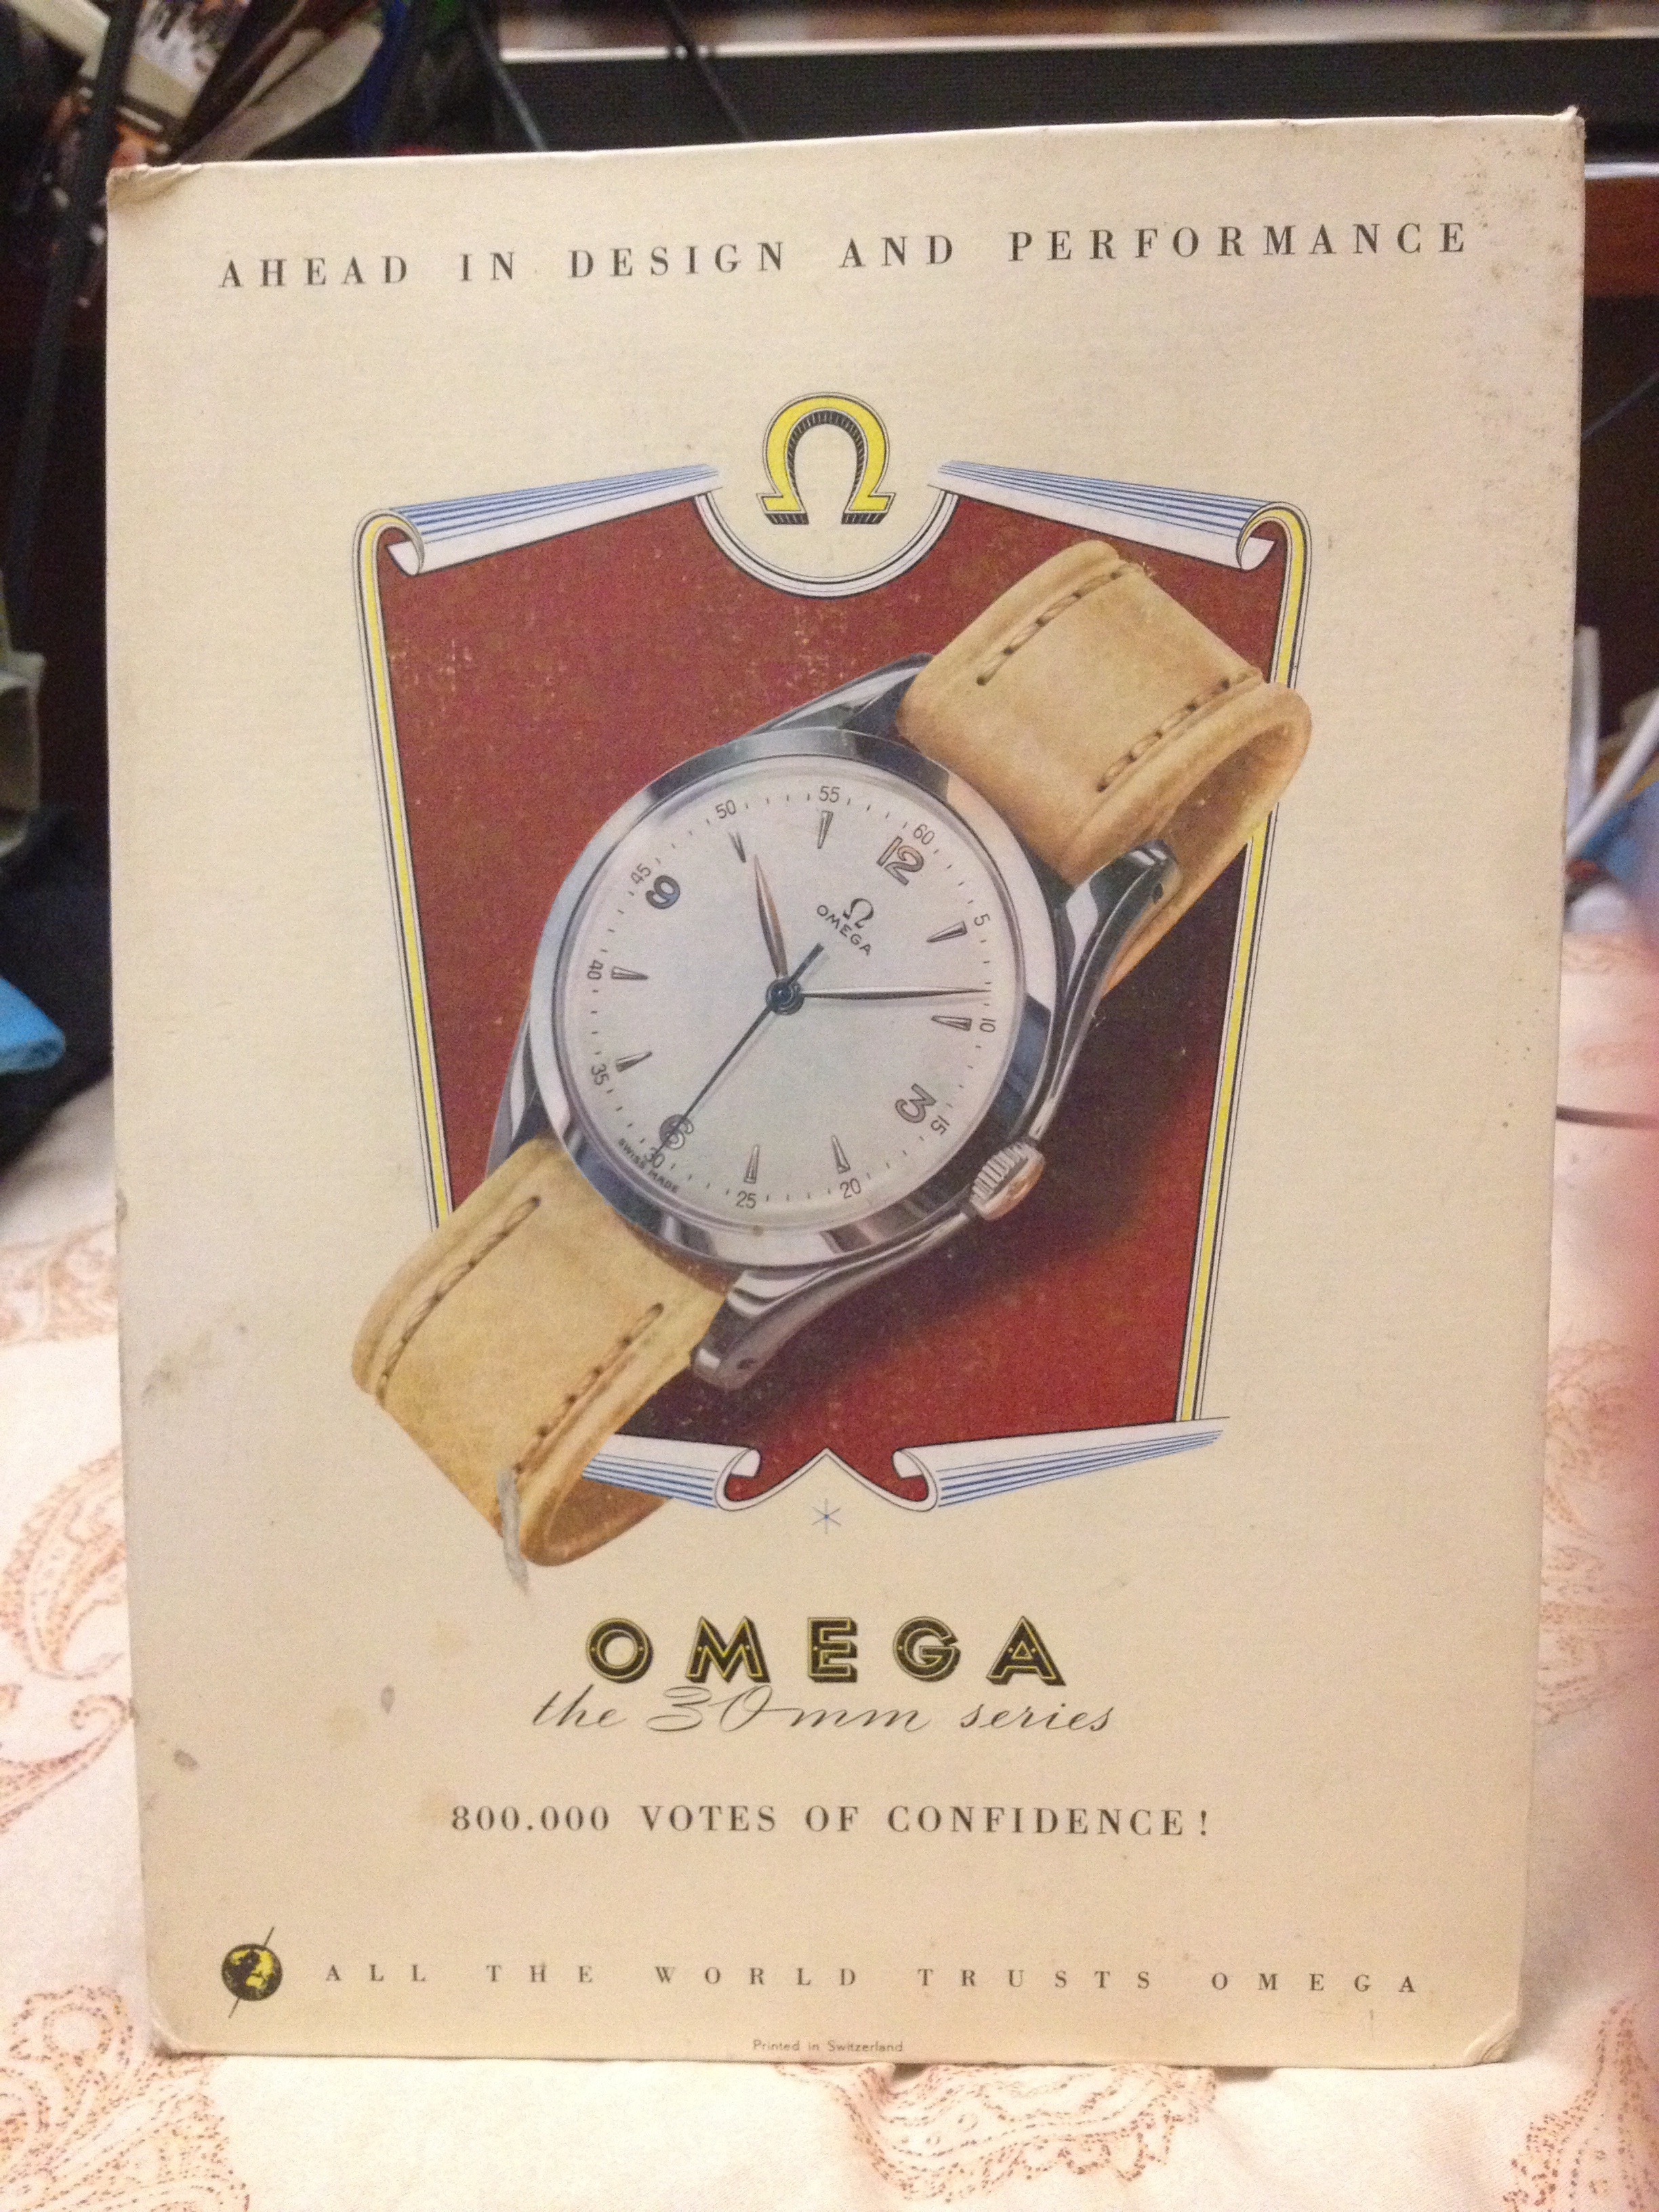 AHEAD IN DESIGN AND PERFORMANCE
Ω
60
5
10
15
20
25
30
35
40
45
50
55
12
3
6
9
Ω
OMEGA
SWISS MADE
OMEGA
the 30mm series
800.000 VOTES OF CONFIDENCE!
ALL THE WORLD TRUSTS OMEGA
Printed in Switzerland